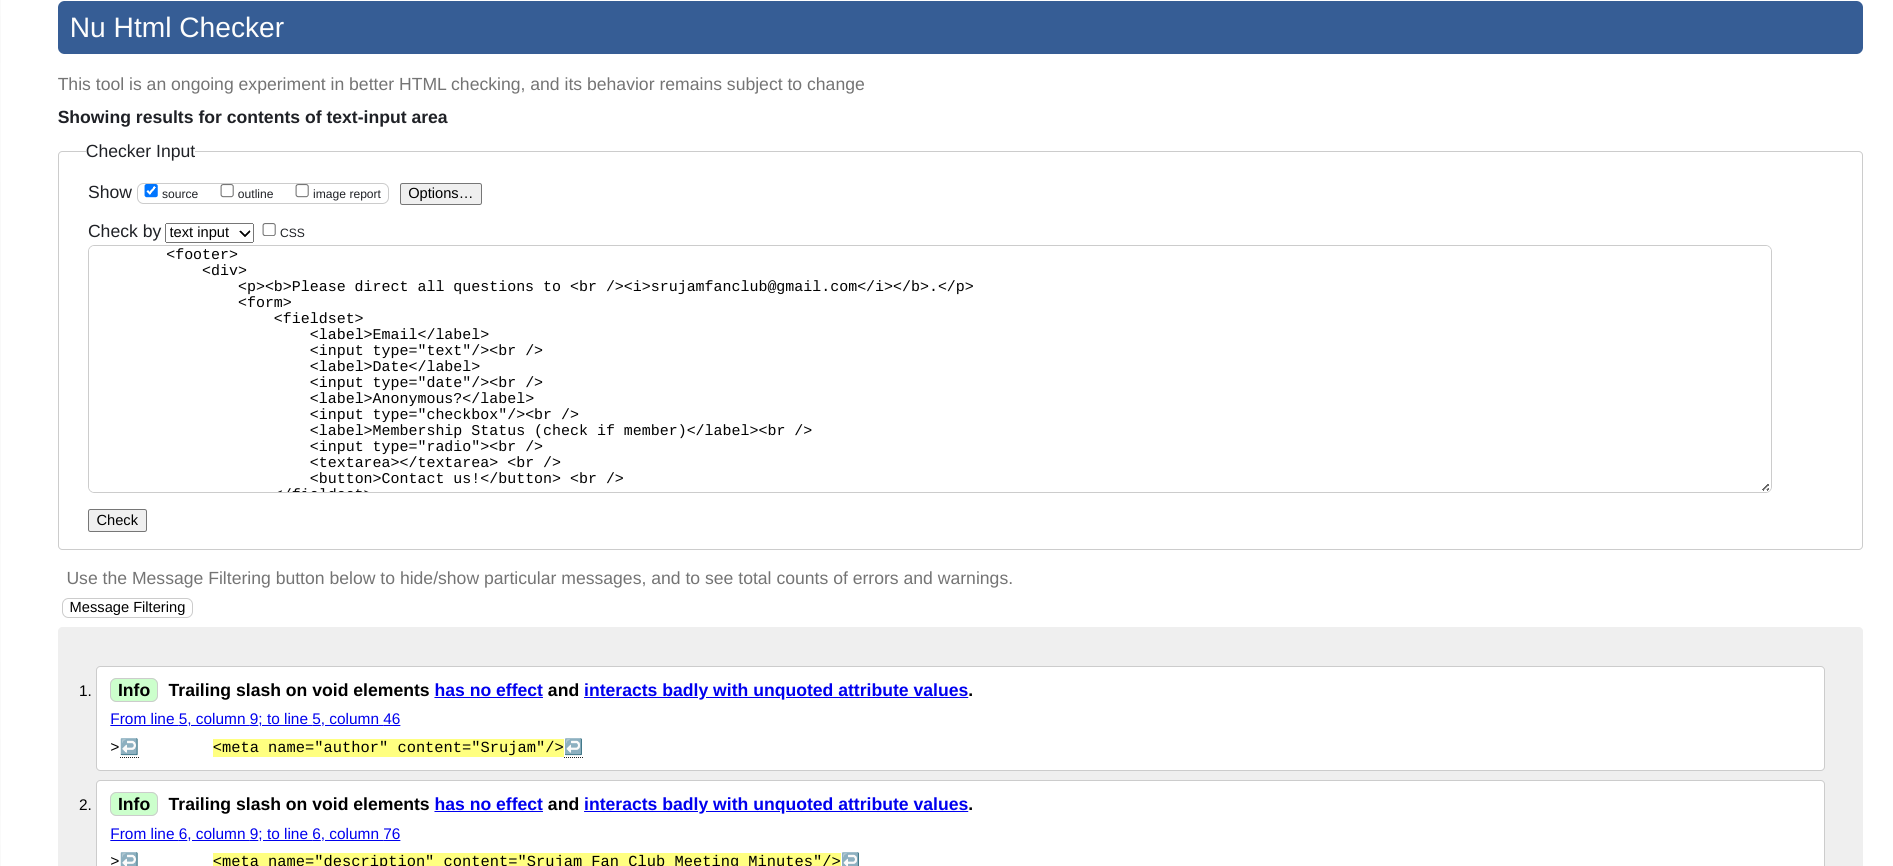 Nu Html Checker
This tool is an ongoing experiment in better HTML checking, and its behavior remains subject to change
Showing results for contents of text-input area
Checker Input
Show source outline image report Options…
Check by text input CSS
<footer>
<div>
<p><b>Please direct all questions to <br /><i>srujamfanclub@gmail.com</i></b>.</p>
<form>
<fieldset>
<label>Email</label>
<input type="text"/><br />
<label>Date</label>
<input type="date"/><br />
<label>Anonymous?</label>
<input type="checkbox"/><br />
<label>Membership Status (check if member)</label><br />
<input type="radio"><br />
<textarea></textarea> <br />
<button>Contact us!</button> <br />
</fieldset>
Check
Use the Message Filtering button below to hide/show particular messages, and to see total counts of errors and warnings.
Message Filtering
1. Info Trailing slash on void elements has no effect and interacts badly with unquoted attribute values.
From line 5, column 9; to line 5, column 46
>↩ <meta name="author" content="Srujam"/>↩
2. Info Trailing slash on void elements has no effect and interacts badly with unquoted attribute values.
From line 6, column 9; to line 6, column 76
>↩ <meta name="description" content="Srujam Fan Club Meeting Minutes"/>↩